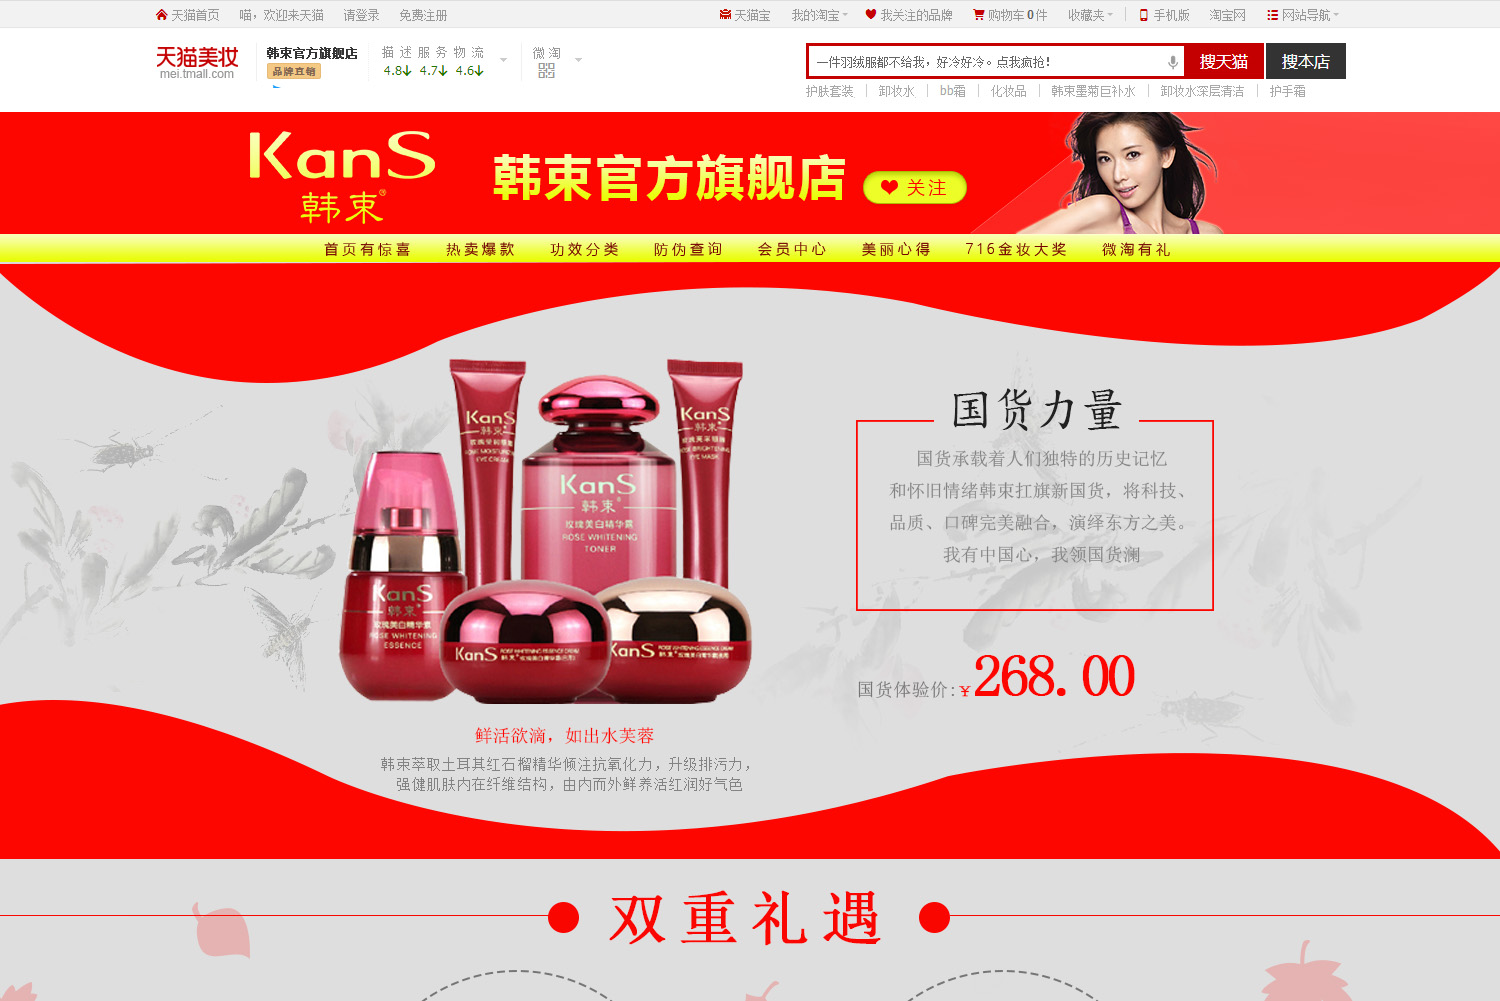 天猫首页 喵，欢迎来天猫 请登录 免费注册 天猫宝 我的淘宝 我关注的品牌 购物车0件 收藏夹 手机版 淘宝网 网站导航
天猫美妆
mei.tmall.com
韩束官方旗舰店
品牌直销
描 述 服 务 物 流
4.8 4.7 4.6
微 淘
一件羽绒服都不给我，好冷好冷。点我疯抢！
搜天猫
搜本店
护肤套装 卸妆水 bb霜 化妆品 韩束墨菊巨补水 卸妆水深层清洁 护手霜
KanS
韩束®
韩束官方旗舰店
关注
首页有惊喜 热卖爆款 功效分类 防伪查询 会员中心 美丽心得 716金妆大奖 微淘有礼
KanS
韩束
EYE CREAM
KanS
韩束
ROSE BRIGHTENING
EYE MASK
KanS
韩束
玫瑰美白精华露
ROSE WHITENING
TONER
KanS
韩束
玫瑰美白精华素
ROSE WHITENING
ESSENCE
KanS
ROSE WHITENING ESSENCE CREAM
KanS
国货力量
国货承载着人们独特的历史记忆
和怀旧情绪韩束扛旗新国货，将科技、
品质、口碑完美融合，演绎东方之美。
我有中国心，我领国货澜
国货体验价:¥268.00
鲜活欲滴，如出水芙蓉
韩束萃取土耳其红石榴精华倾注抗氧化力，升级排污力，
强健肌肤内在纤维结构，由内而外鲜养活红润好气色
双重礼遇